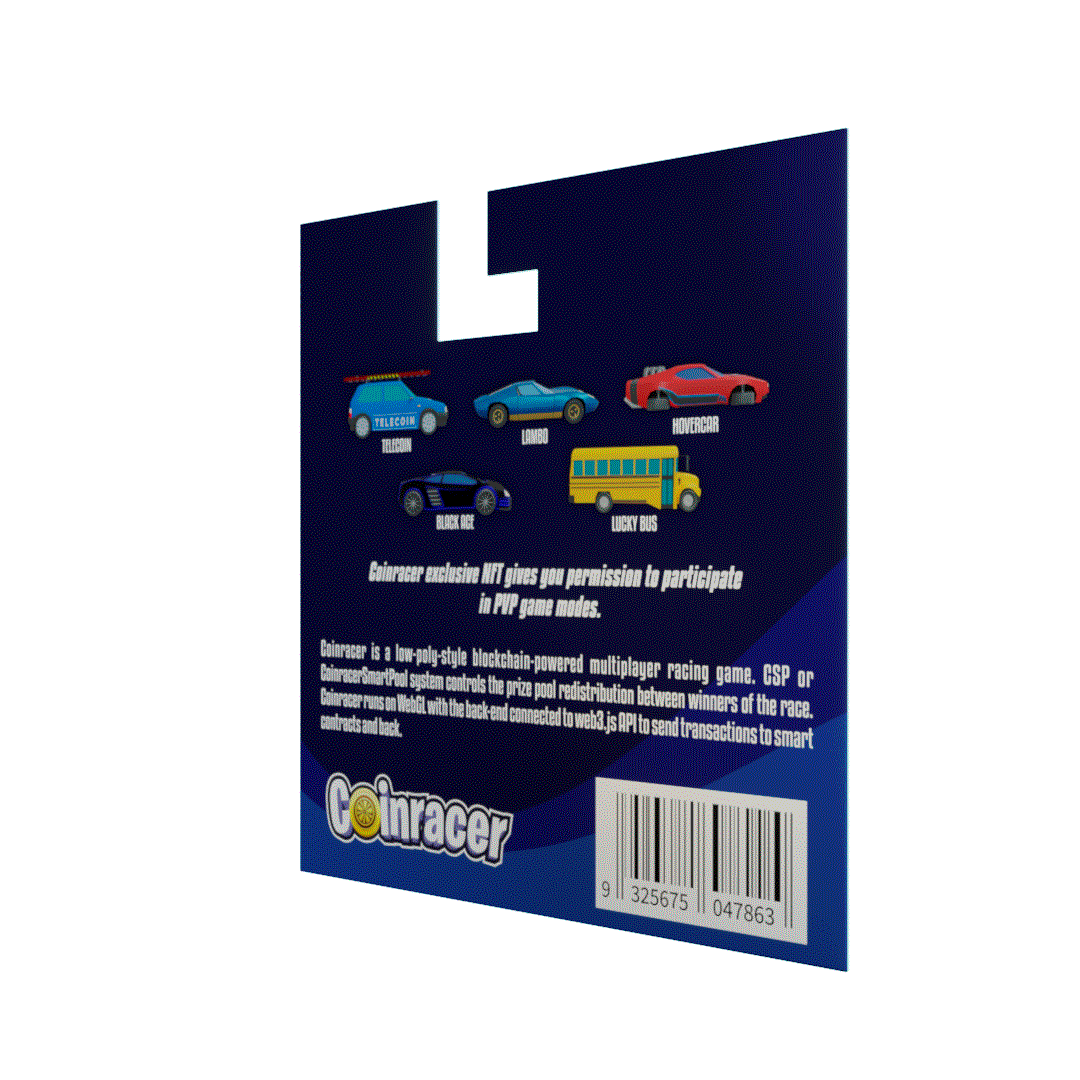 TELECOIN
TELECOIN
LAMBO
HOVERCAR
BLACK ACE
LUCKY BUS
Coinracer exclusive NFT gives you permission to participate
in PVP game modes.
Coinracer is a low-poly-style blockchain-powered multiplayer racing game. CSP or
CoinracerSmartPool system controls the prize pool redistribution between winners of the race.
Coinracer runs on WebGL with the back-end connected to web3.js API to send transactions to smart
contracts and back.
Coinracer
9 325675 047863